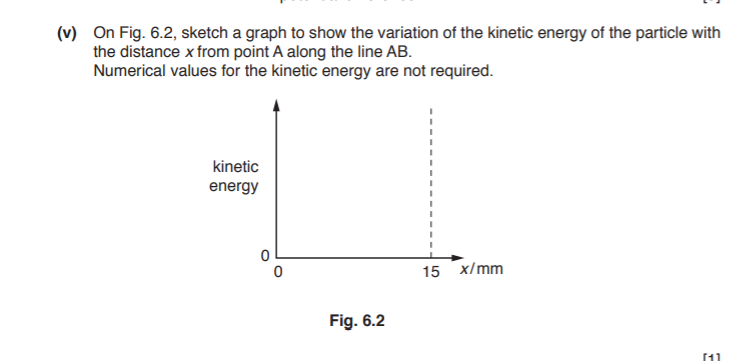 (v) On Fig. 6.2, sketch a graph to show the variation of the kinetic energy of the particle with
the distance x from point A along the line AB.
Numerical values for the kinetic energy are not required.
kinetic
energy
0
0
15
x/mm
Fig. 6.2
[1]